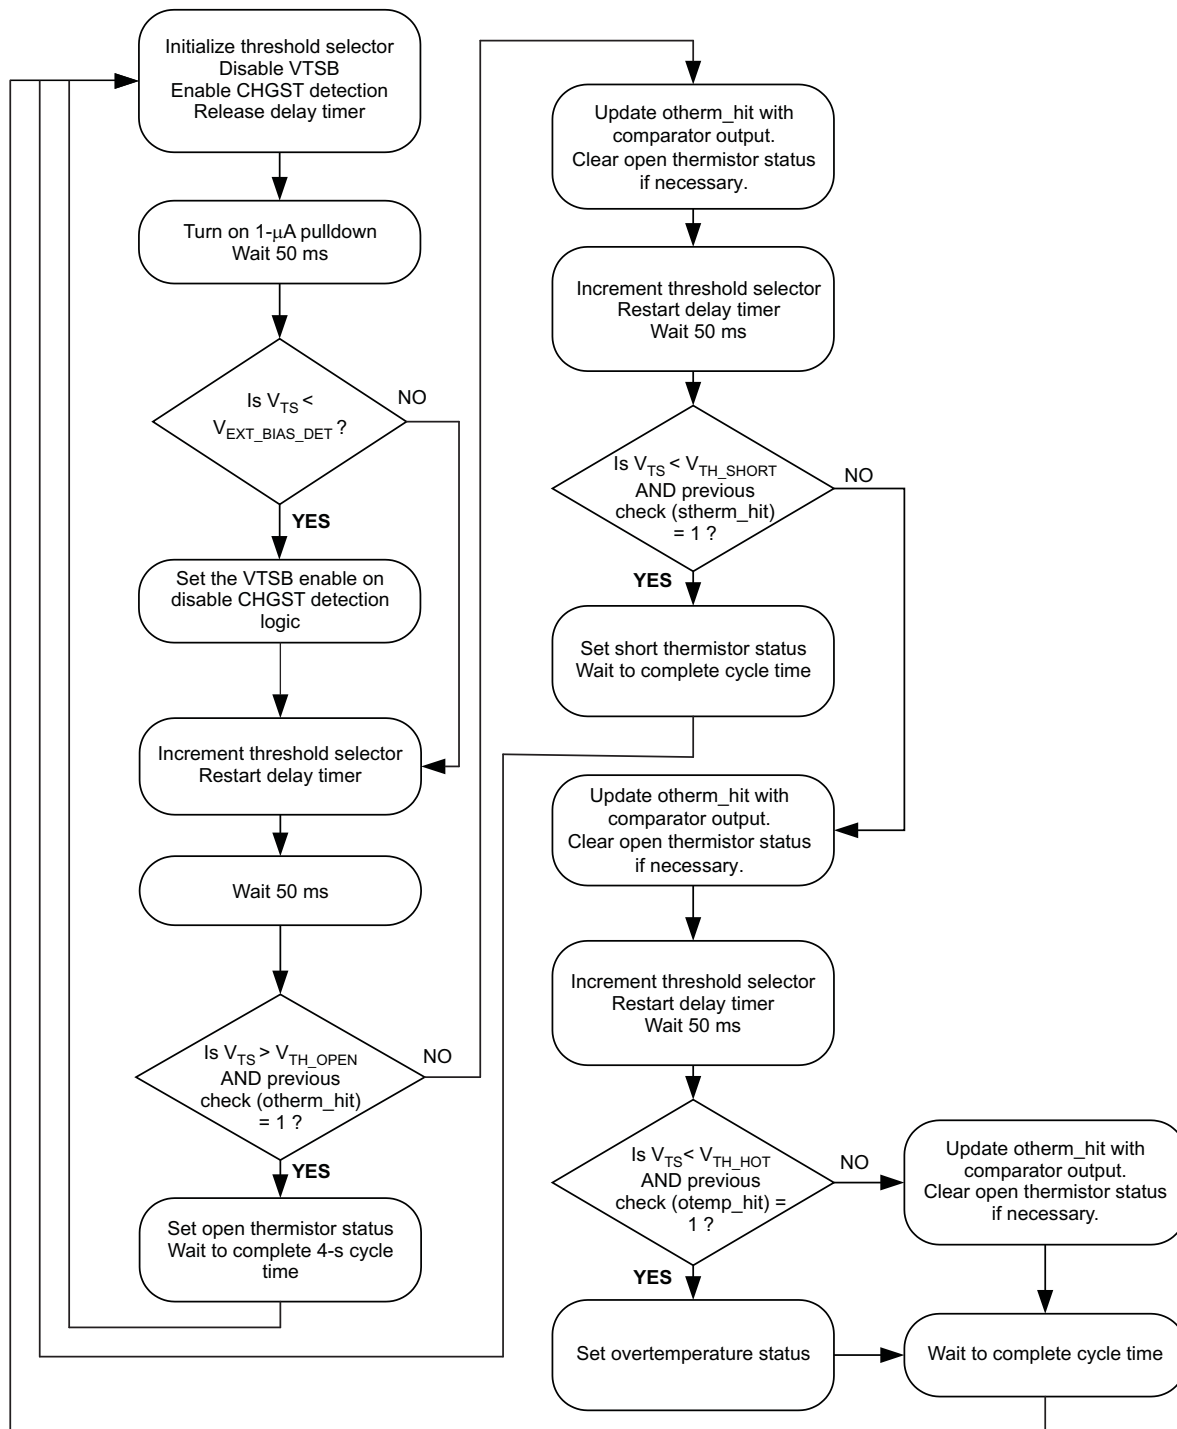 Initialize threshold selector
Disable VTSB
Enable CHGST detection
Release delay timer
Turn on 1-μA pulldown
Wait 50 ms
Is VTS <
VEXT_BIAS_DET ?
NO
YES
Set the VTSB enable on
disable CHGST detection
logic
Increment threshold selector
Restart delay timer
Wait 50 ms
Is VTS > VTH_OPEN
AND previous
check (otherm_hit)
= 1 ?
NO
YES
Set open thermistor status
Wait to complete 4-s cycle
time
Update otherm_hit with
comparator output.
Clear open thermistor status
if necessary.
Increment threshold selector
Restart delay timer
Wait 50 ms
Is VTS < VTH_SHORT
AND previous
check (stherm_hit)
= 1 ?
NO
YES
Set short thermistor status
Wait to complete cycle time
Update otherm_hit with
comparator output.
Clear open thermistor status
if necessary.
Increment threshold selector
Restart delay timer
Wait 50 ms
Is VTS < VTH_HOT
AND previous
check (otemp_hit) =
1 ?
NO
YES
Update otherm_hit with
comparator output.
Clear open thermistor status
if necessary.
Set overtemperature status
Wait to complete cycle time